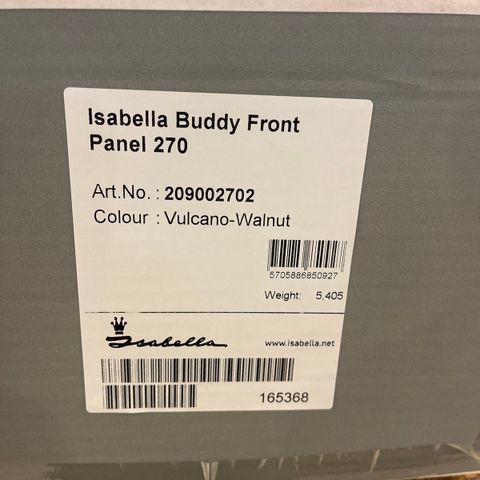 Isabella Buddy Front
Panel 270
Art.No. : 209002702
Colour : Vulcano-Walnut
5705886850927
Weight: 5,405
Isabella
www.isabella.net
165368